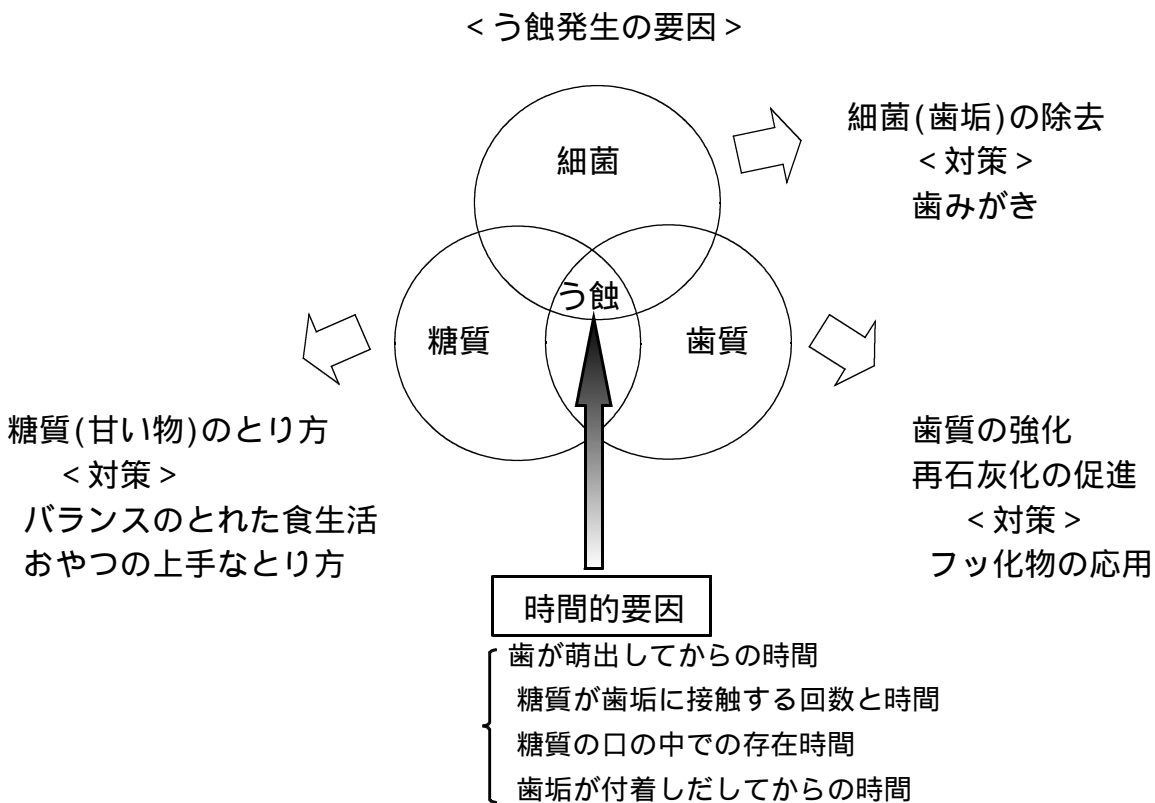 <う蝕発生の要因>
細菌
細菌(歯垢)の除去
<対策>
歯みがき
う蝕
糖質
歯質
糖質(甘い物)のとり方
<対策>
バランスのとれた食生活
おやつの上手なとり方
歯質の強化
再石灰化の促進
<対策>
フッ化物の応用
時間的要因
歯が萌出してからの時間
糖質が歯垢に接触する回数と時間
糖質の口の中での存在時間
歯垢が付着しだしてからの時間